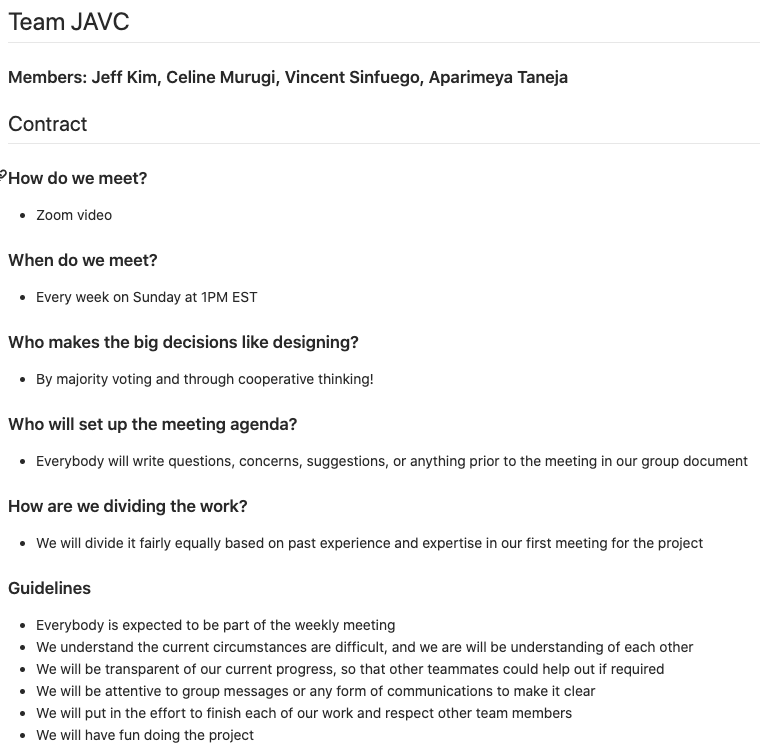 Team JAVC
Members: Jeff Kim, Celine Murugi, Vincent Sinfuego, Aparimeya Taneja
Contract
How do we meet?
• Zoom video
When do we meet?
• Every week on Sunday at 1PM EST
Who makes the big decisions like designing?
• By majority voting and through cooperative thinking!
Who will set up the meeting agenda?
• Everybody will write questions, concerns, suggestions, or anything prior to the meeting in our group document
How are we dividing the work?
• We will divide it fairly equally based on past experience and expertise in our first meeting for the project
Guidelines
• Everybody is expected to be part of the weekly meeting
• We understand the current circumstances are difficult, and we are will be understanding of each other
• We will be transparent of our current progress, so that other teammates could help out if required
• We will be attentive to group messages or any form of communications to make it clear
• We will put in the effort to finish each of our work and respect other team members
• We will have fun doing the project